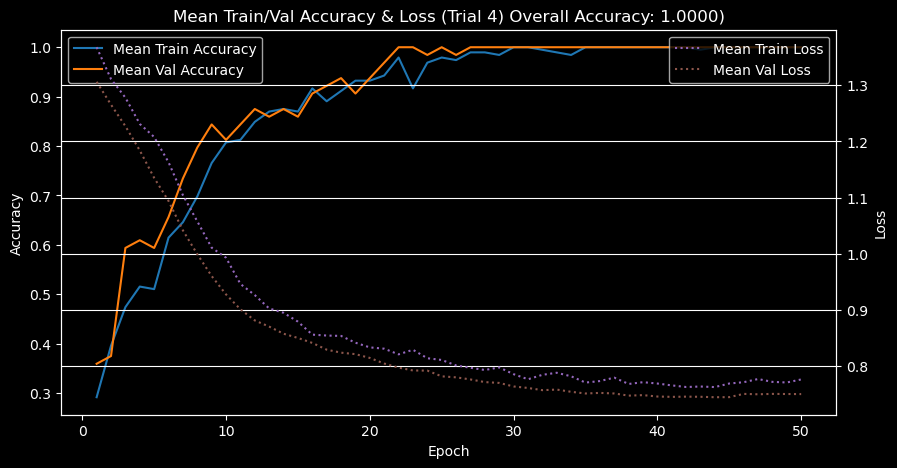 Mean Train/Val Accuracy & Loss (Trial 4) Overall Accuracy: 1.0000)
Mean Train Accuracy
Mean Val Accuracy
Mean Train Loss
Mean Val Loss
Accuracy
1.0
0.9
0.8
0.7
0.6
0.5
0.4
0.3
1.3
1.2
1.1
1.0
0.9
0.8
Loss
0
10
20
30
40
50
Epoch